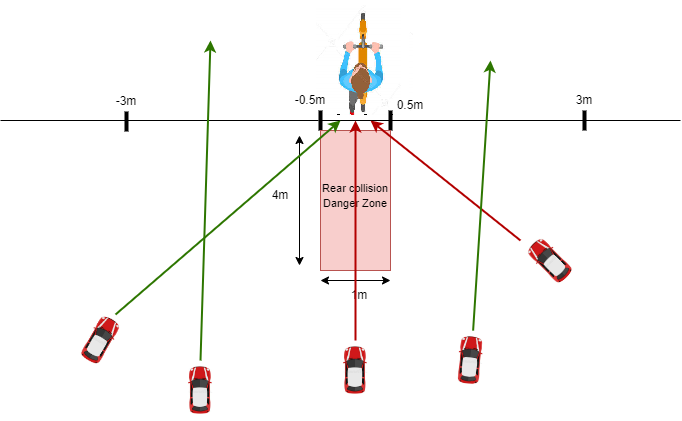 -3m
-0.5m
0.5m
3m
4m
Rear collision
Danger Zone
1m